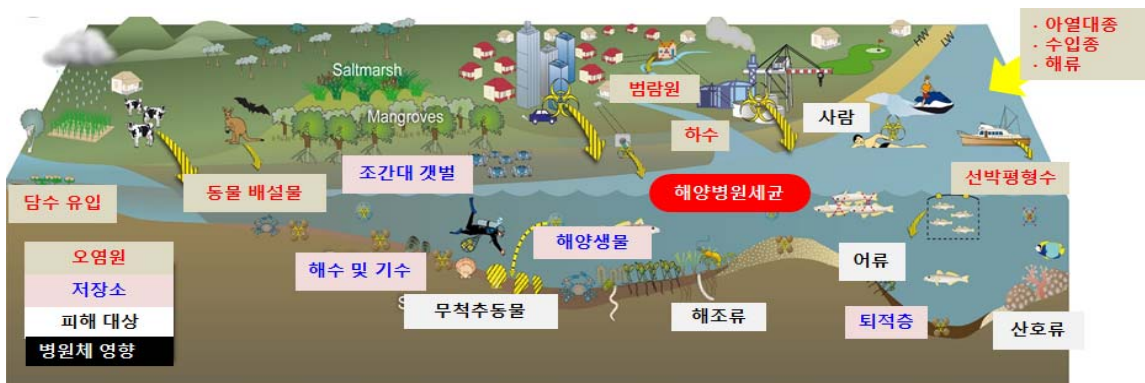 · 아열대종
· 수입종
· 해류
HW
LW
Saltmarsh
범람원
Mangroves
사람
하수
조간대 갯벌
동물 배설물
해양병원세균
선박평형수
담수 유입
해양생물
오염원
해수 및 기수
어류
저장소
무척추동물
해조류
퇴적층
산호류
피해 대상
병원체 영향